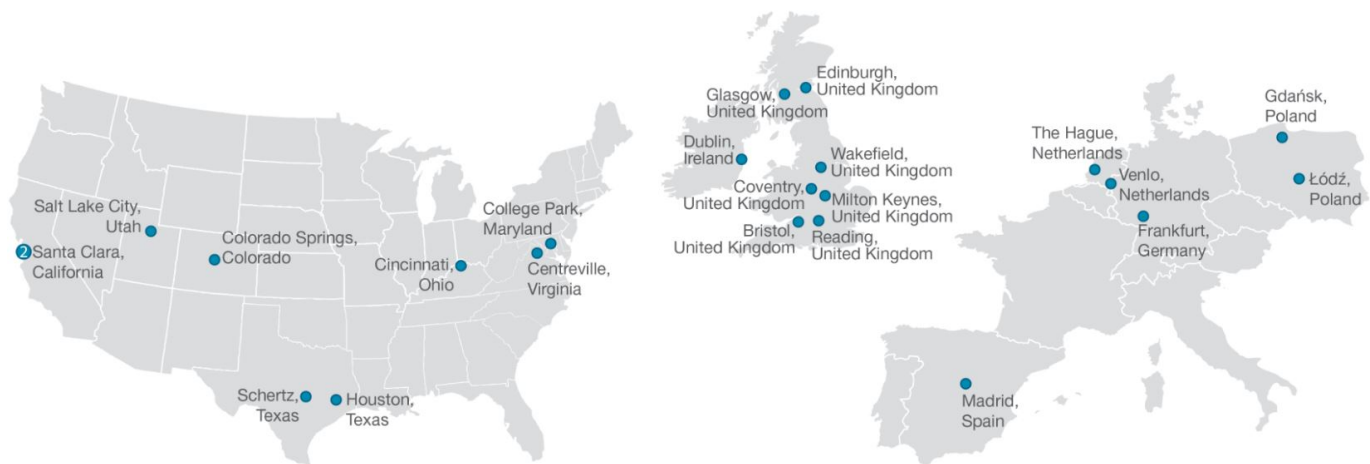 Salt Lake City,
Utah
2
Santa Clara,
California
Colorado Springs,
Colorado
Cincinnati,
Ohio
College Park,
Maryland
Centreville,
Virginia
Schertz,
Texas
Houston,
Texas
Edinburgh,
United Kingdom
Glasgow,
United Kingdom
Dublin,
Ireland
Wakefield,
United Kingdom
Coventry,
United Kingdom
Milton Keynes,
United Kingdom
Bristol,
United Kingdom
Reading,
United Kingdom
Gdańsk,
Poland
The Hague,
Netherlands
Venlo,
Netherlands
Łódź,
Poland
Frankfurt,
Germany
Madrid,
Spain